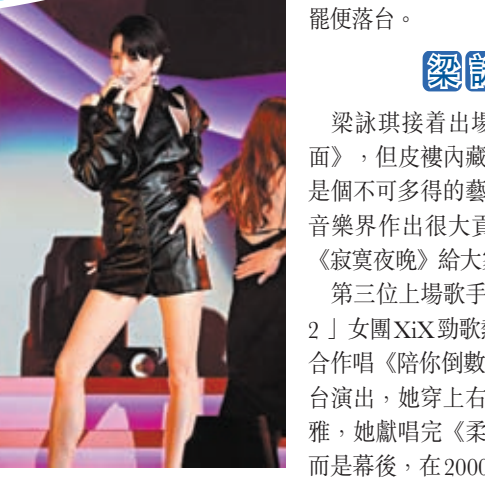 罷便落台。
梁詠
梁詠琪接着出場
面》,但皮褸內藏
是個不可多得的藝
音樂界作出很大貢
《寂寞夜晚》給大
第三位上場歌手
2」女團XiX勁歌
合作唱《陪你倒數
台演出,她穿上右
雅,她獻唱完《柔
而是幕後,在2000